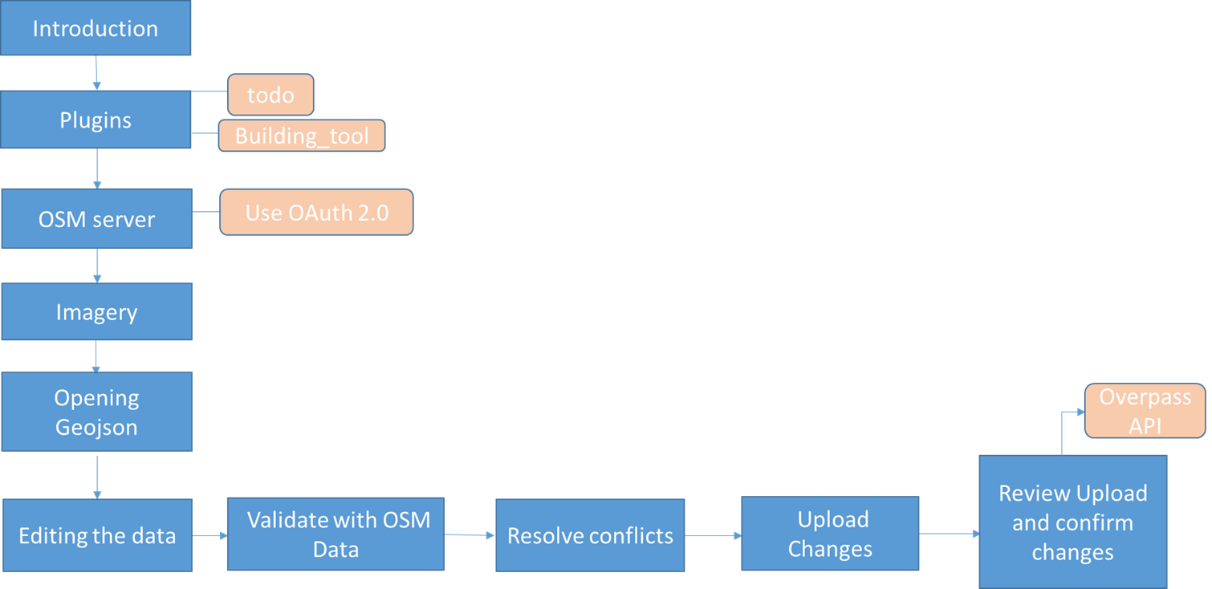 Introduction
Plugins
todo
Building_tool
OSM server
Use OAuth 2.0
Imagery
Opening
Geojson
Editing the data
Validate with OSM
Data
Resolve conflicts
Upload
Changes
Review Upload
and confirm
changes
Overpass
API